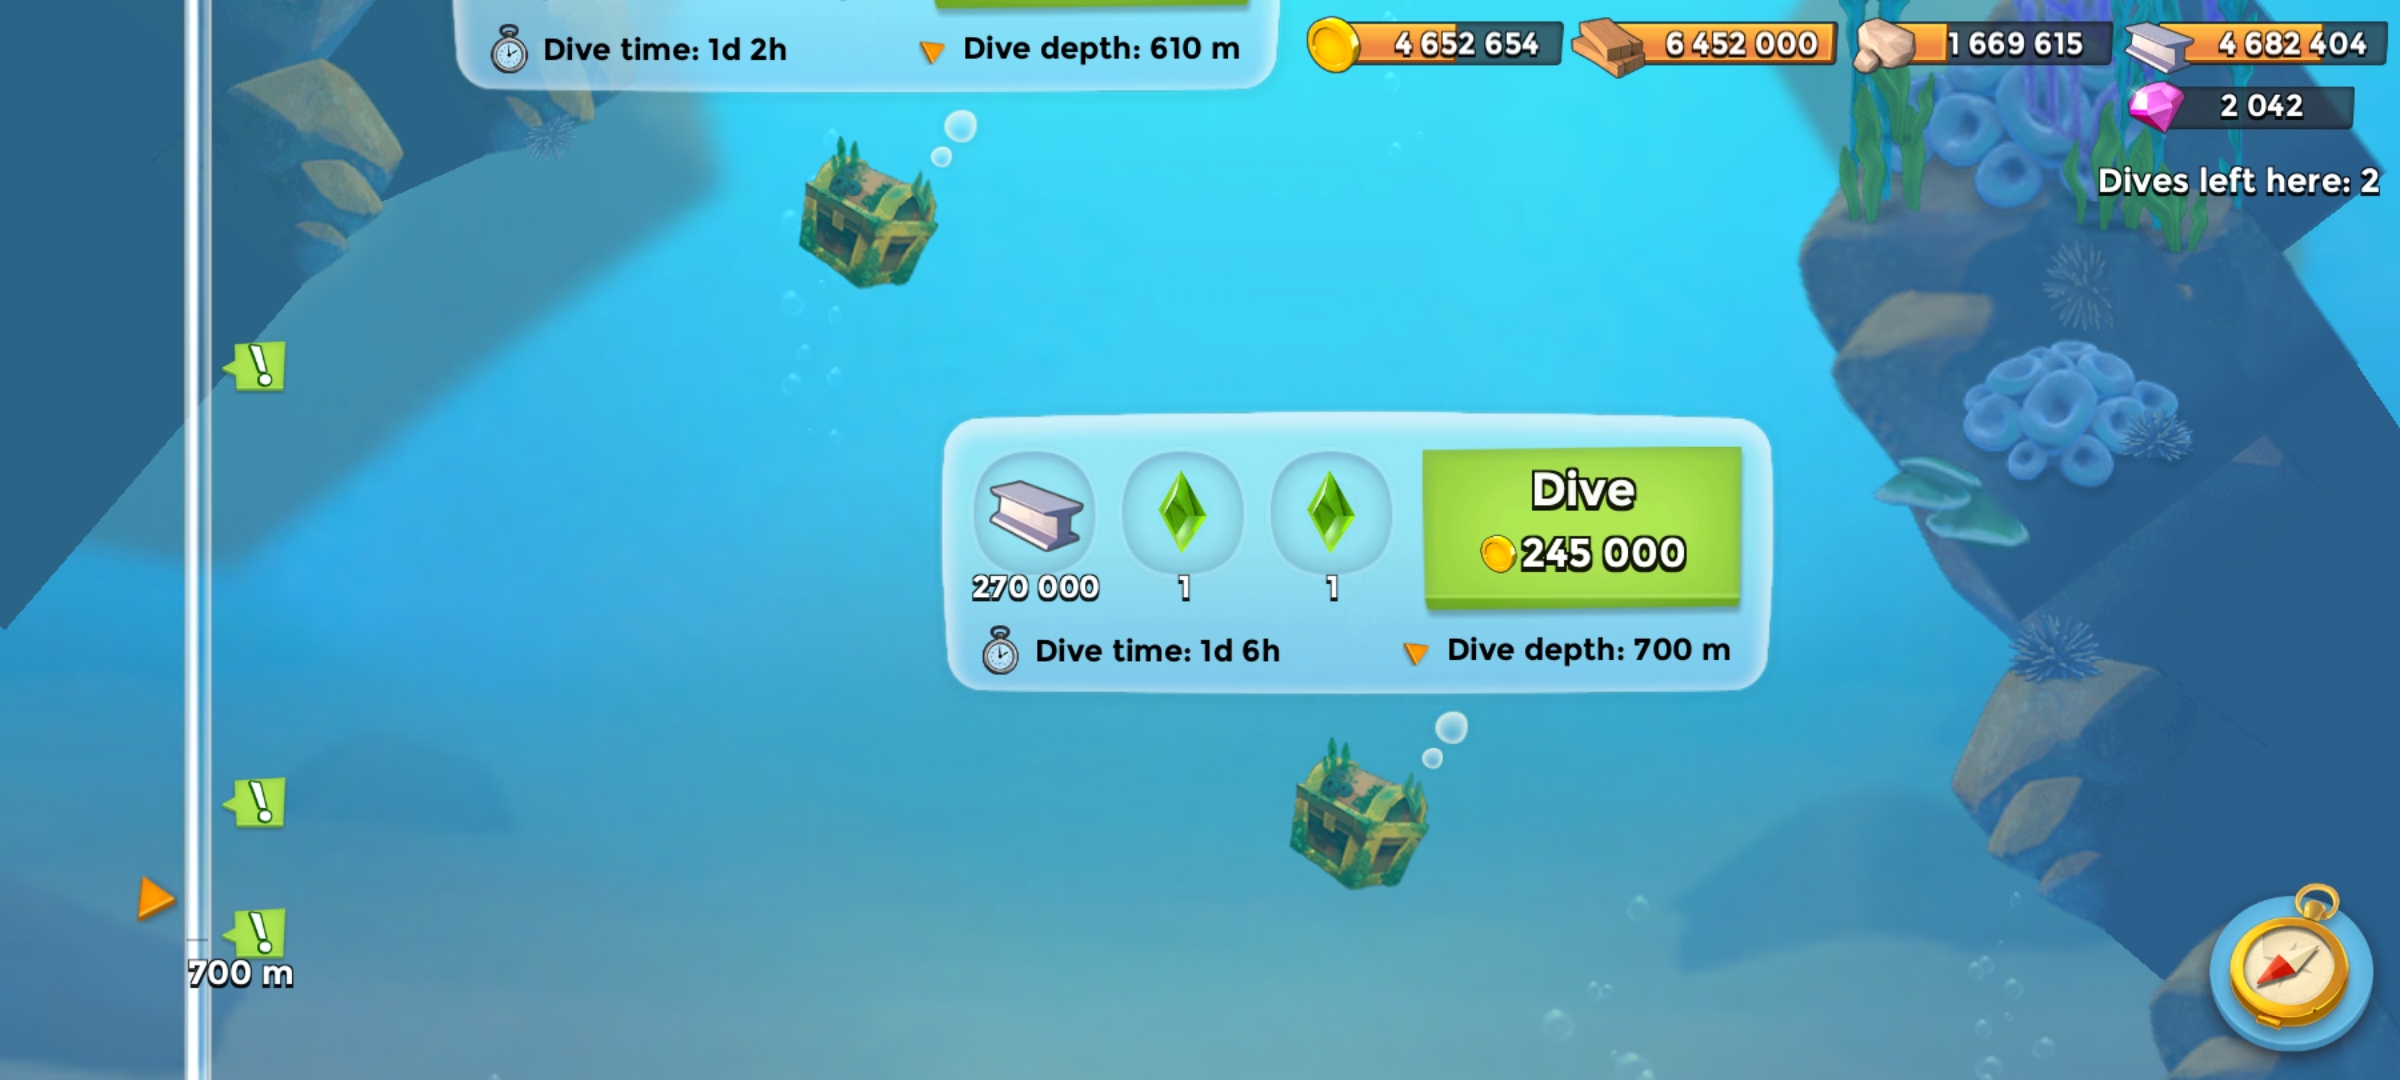 Dive time: 1d 2h
Dive depth: 610 m
4 652 654
6 452 000
1 669 615
4 682 404
2 042
Dives left here: 2
!
270 000
1
1
Dive
245 000
Dive time: 1d 6h
Dive depth: 700 m
!
!
700 m